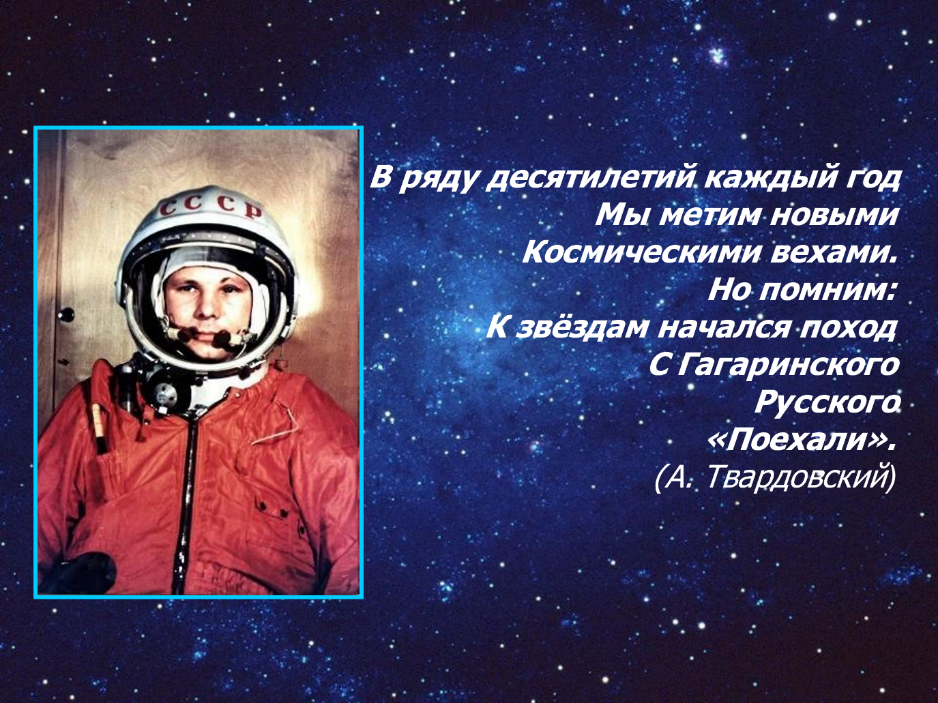 СССР
В ряду десятилетий каждый год
Мы метим новыми
Космическими вехами.
Но помним:
К звёздам начался поход
С Гагаринского
Русского
«Поехали».
(А. Твардовский)